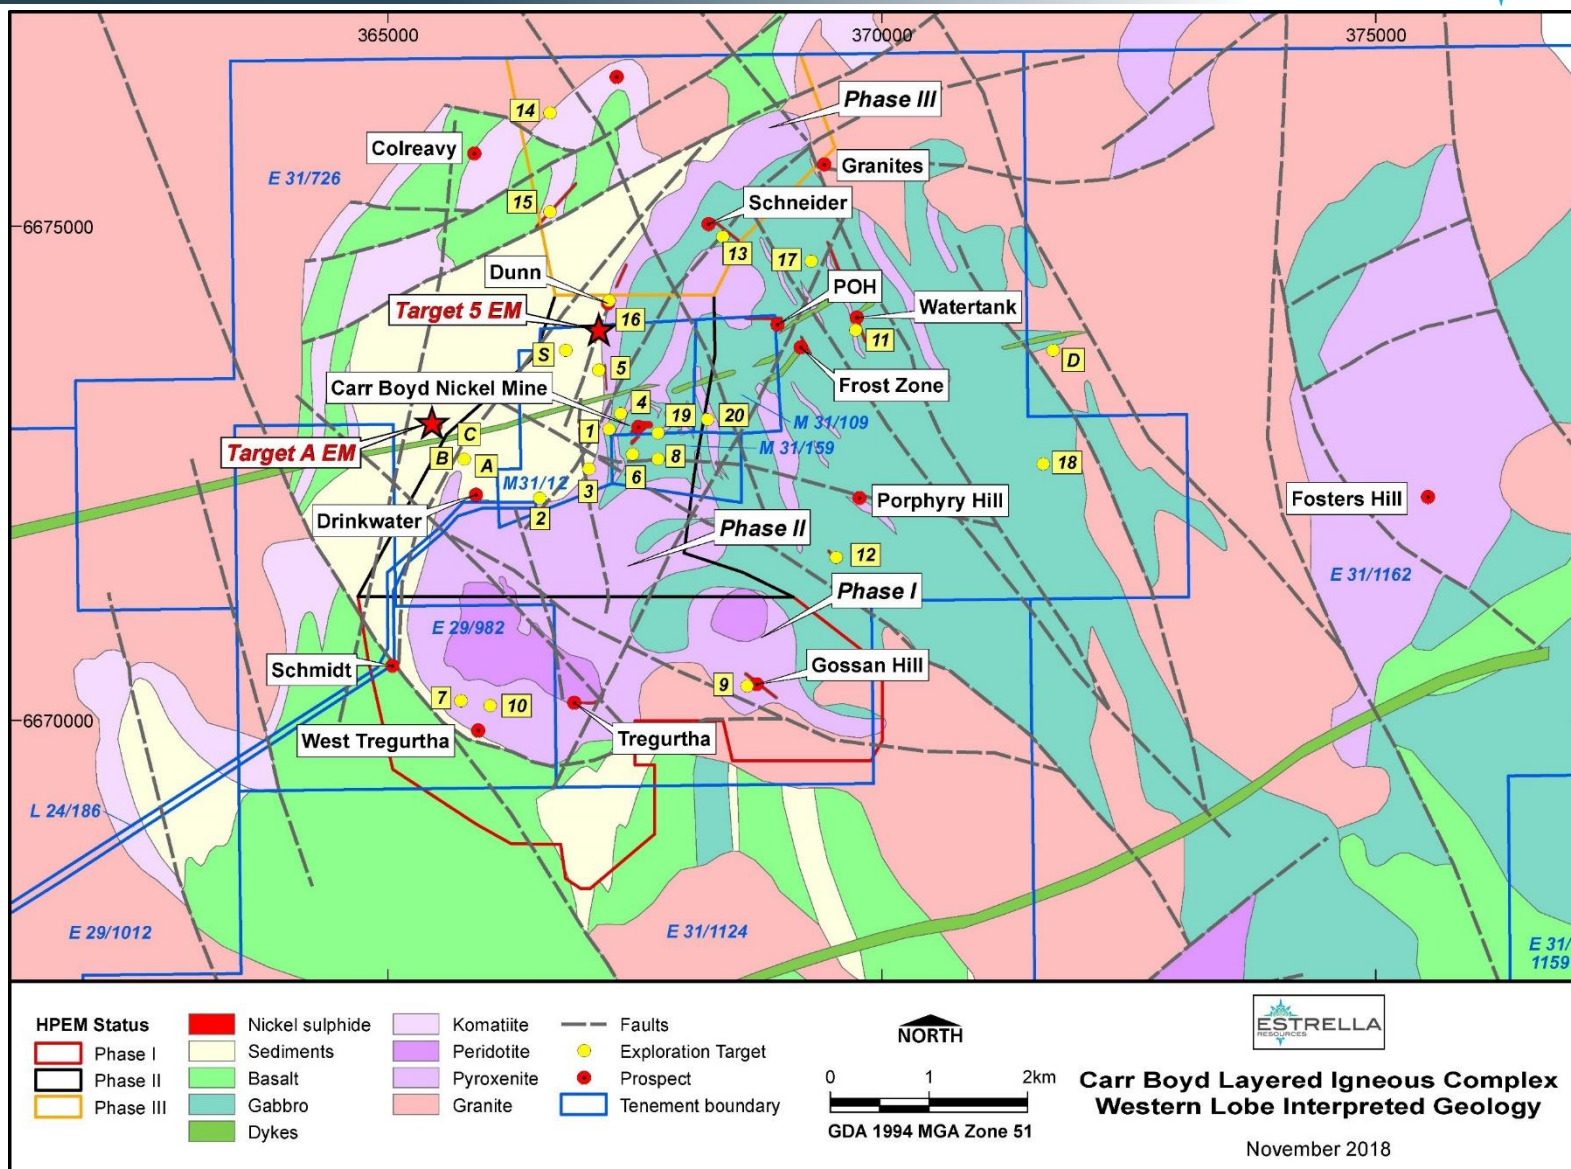 365000
370000
375000
6675000
6670000
Phase III
14
Colreavy
Granites
E 31/726
15
Schneider
13
17
Dunn
POH
Target 5 EM
16
Watertank
11
S
D
5
Frost Zone
Carr Boyd Nickel Mine
4
19
20
M 31/109
1
C
Target A EM
M 31/159
B
A
8
18
6
3
M31/12
Porphyry Hill
Fosters Hill
Drinkwater
2
Phase II
12
E 31/1162
Phase I
E 29/982
Schmidt
Gossan Hill
9
7
10
West Tregurtha
Tregurtha
L 24/186
E 29/1012
E 31/1124
E 31/
1159
HPEM Status
Phase I
Phase II
Phase III
Nickel sulphide
Sediments
Basalt
Gabbro
Dykes
Komatiite
Peridotite
Pyroxenite
Granite
Faults
Exploration Target
Prospect
Tenement boundary
NORTH
0 1 2km
GDA 1994 MGA Zone 51
ESTRELLA
RESOURCES
Carr Boyd Layered Igneous Complex
Western Lobe Interpreted Geology
November 2018